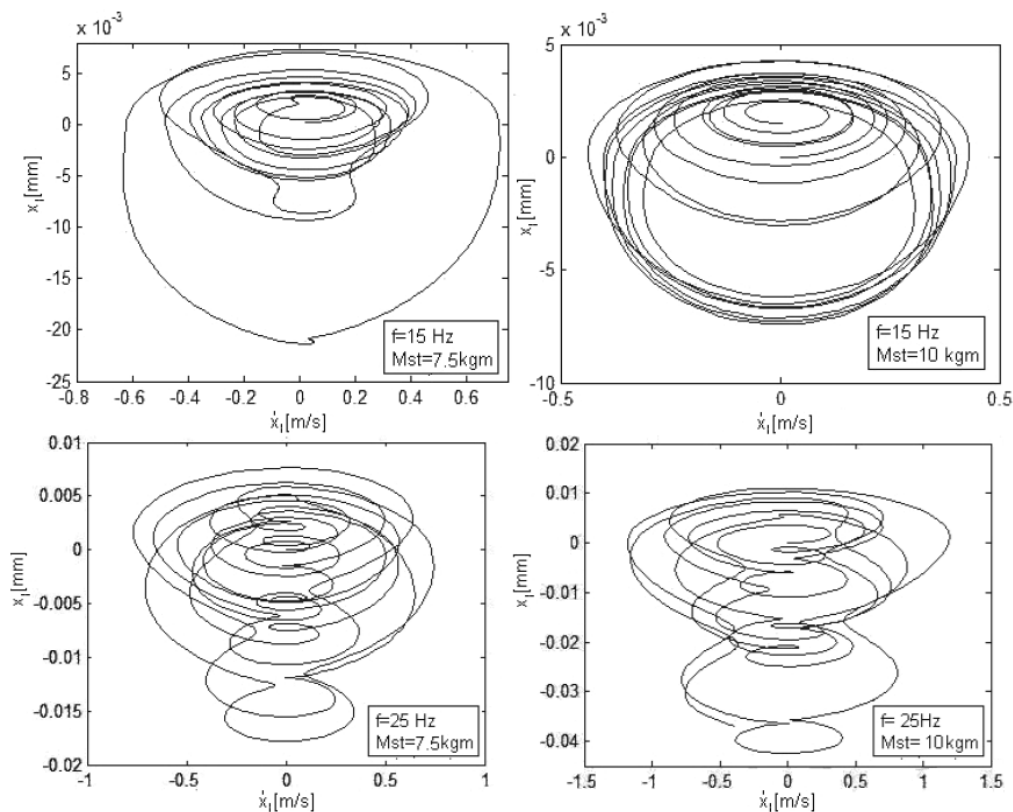 x 10⁻³
5
0
-5
-10
-15
-20
-25
x₁[mm]
-0.8 -0.6 -0.4 -0.2 0 0.2 0.4 0.6
ẋ₁[m/s]
f=15 Hz
Mst=7.5kgm
x 10⁻³
5
0
-5
-10
x₁[mm]
-0.5 0 0.5
ẋ₁[m/s]
f=15 Hz
Mst=10 kgm
0.01
0.005
0
-0.005
-0.01
-0.015
-0.02
x₁[mm]
-1 -0.5 0 0.5 1
ẋ₁[m/s]
f=25 Hz
Mst=7.5kgm
0.02
0.01
0
-0.01
-0.02
-0.03
-0.04
x₁[mm]
-1.5 -1 -0.5 0 0.5 1 1.5
ẋ₁[m/s]
f= 25Hz
Mst= 10kgm